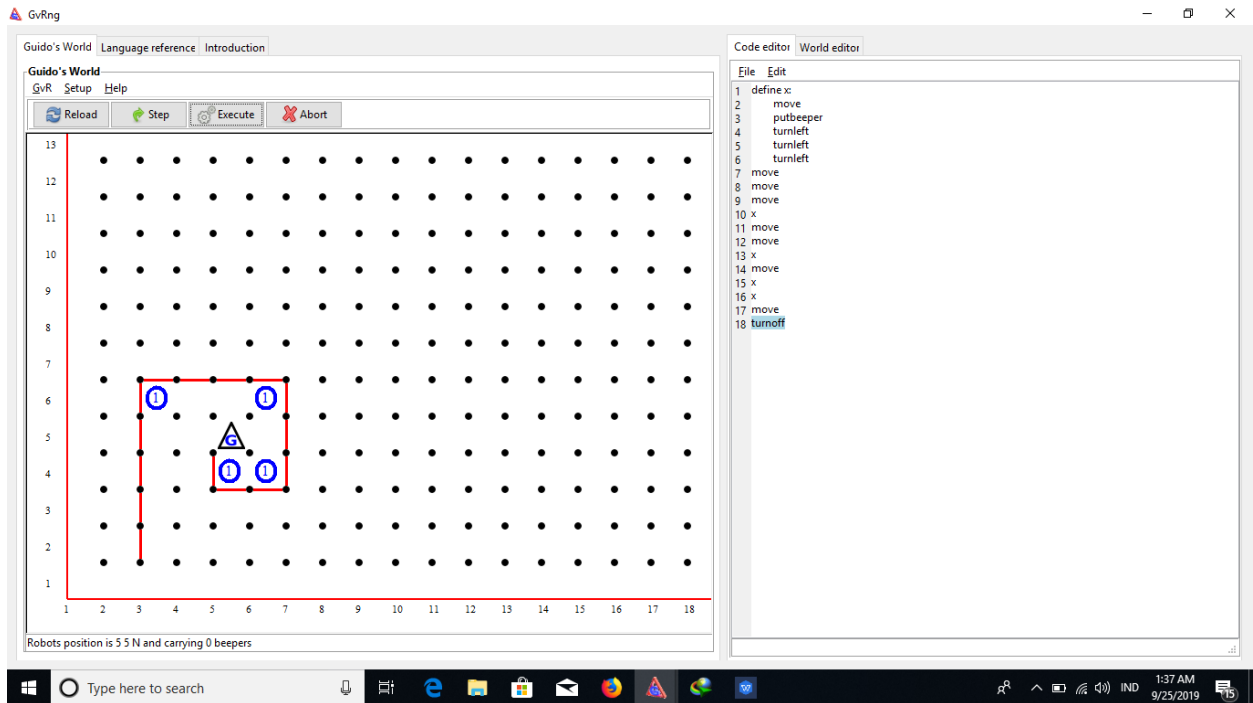 GvRng
Guido's World Language reference Introduction
Guido's World
GvR Setup Help
Reload Step Execute Abort
13
12
11
10
9
8
7
6
5
4
3
2
1
1 1
G
1 1
1 2 3 4 5 6 7 8 9 10 11 12 13 14 15 16 17 18
Robots position is 5 5 N and carrying 0 beepers
Code editor World editor
File Edit
1 define x:
2 move
3 putbeeper
4 turnleft
5 turnleft
6 turnleft
7 move
8 move
9 move
10 x
11 move
12 move
13 x
14 move
15 x
16 x
17 move
18 turnoff
Type here to search
IND
1:37 AM
9/25/2019
15